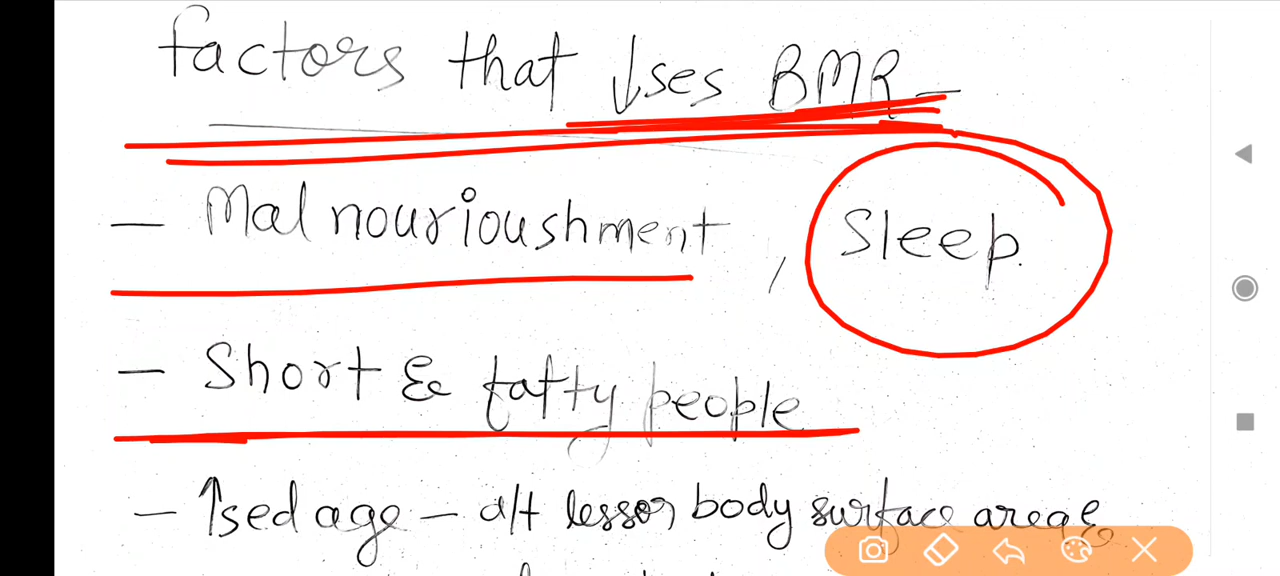 factors that ↓ses BMR -
- Malnourioushment, Sleep.
- Short & fatty people
- ↑sed age - d/t lesser body surface area &